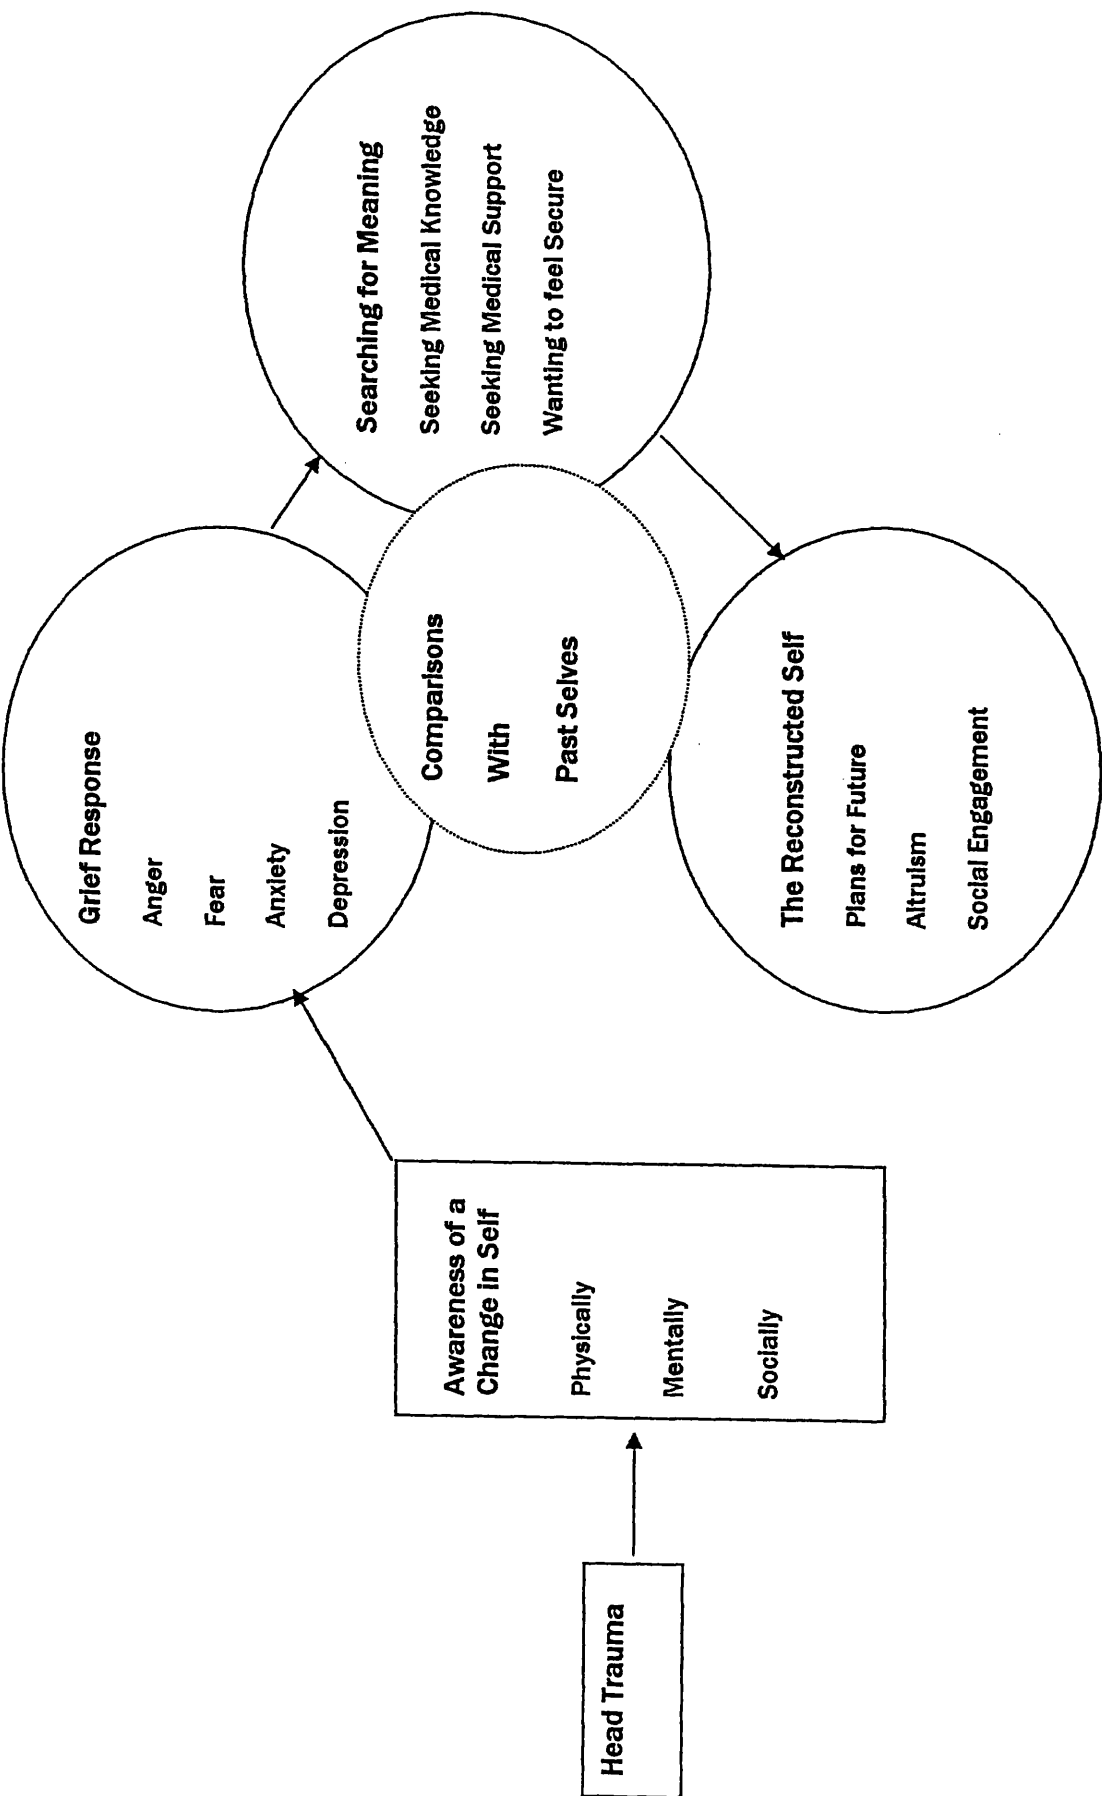 Head Trauma
Awareness of a
Change in Self
Physically
Mentally
Socially
Grief Response
Anger
Fear
Anxiety
Depression
Comparisons
With
Past Selves
Searching for Meaning
Seeking Medical Knowledge
Seeking Medical Support
Wanting to feel Secure
The Reconstructed Self
Plans for Future
Altruism
Social Engagement